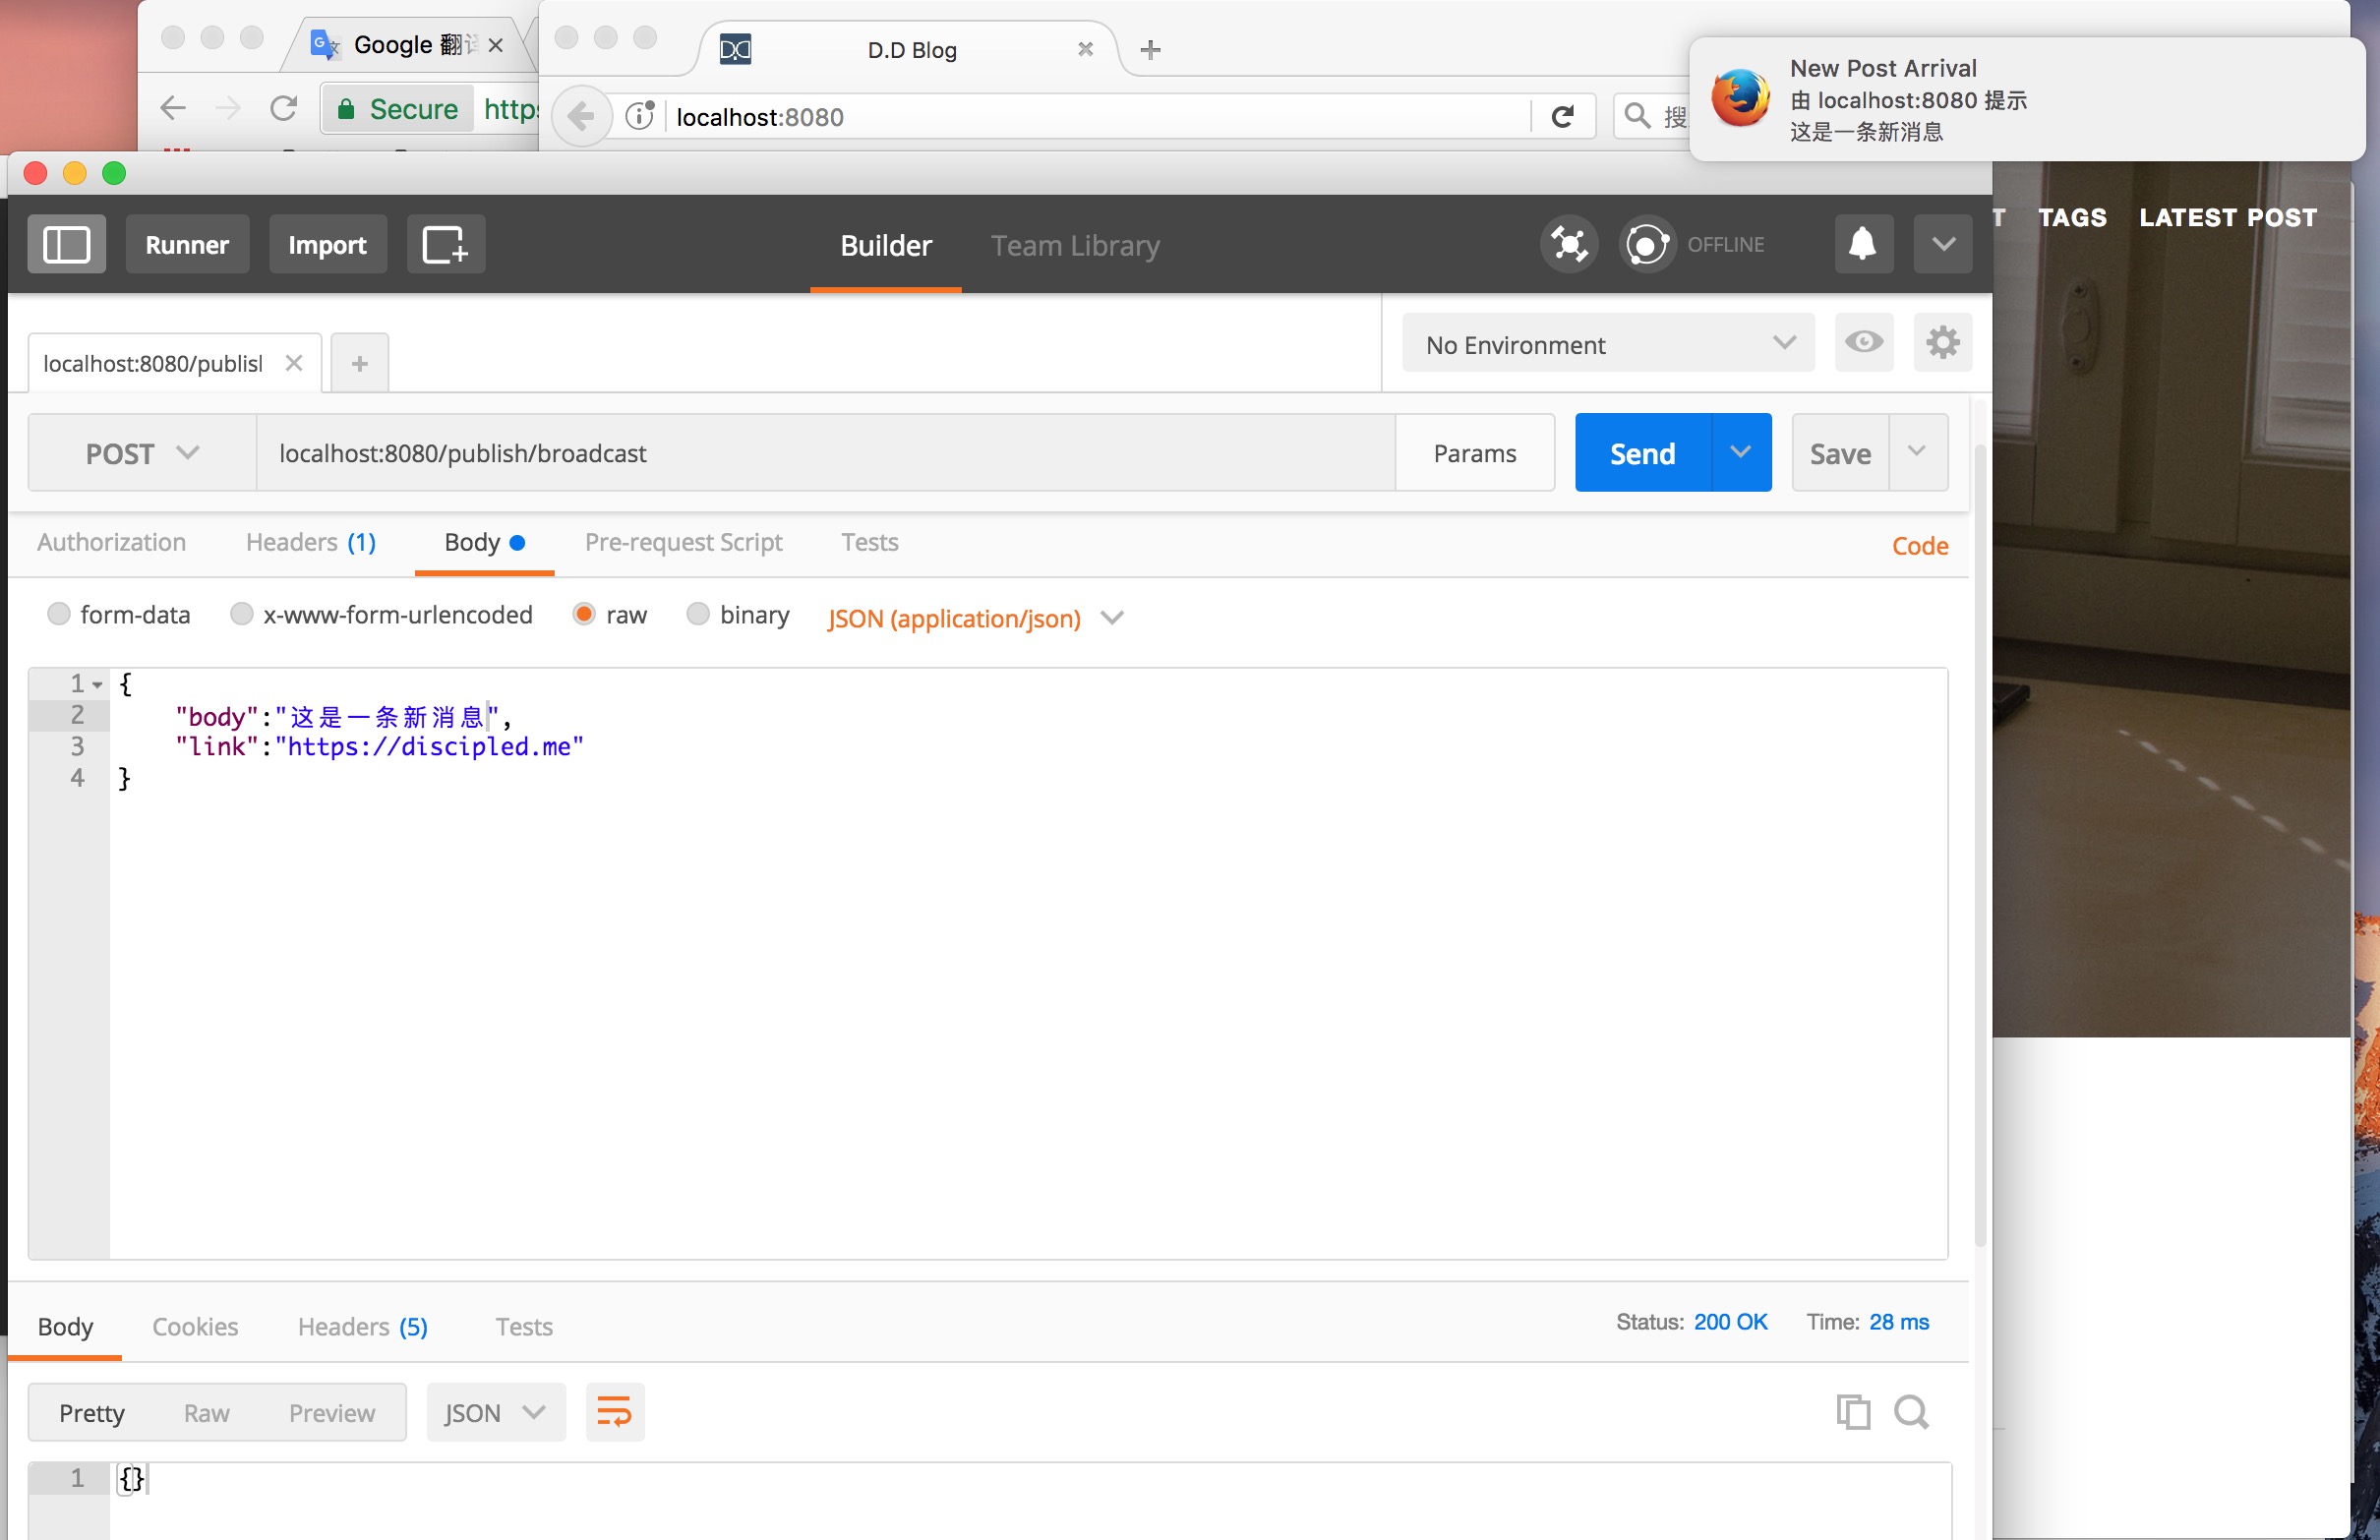 Google 翻译
D.D Blog
Secure
https
localhost:8080
搜
New Post Arrival
由 localhost:8080 提示
这是一条新消息
T TAGS LATEST POST
Runner
Import
Builder
Team Library
OFFLINE
localhost:8080/publisl
No Environment
POST
localhost:8080/publish/broadcast
Params
Send
Save
Authorization
Headers (1)
Body
Pre-request Script
Tests
Code
form-data
x-www-form-urlencoded
raw
binary
JSON (application/json)
1 {
2 "body":"这是一条新消息",
3 "link":"https://discipled.me"
4 }
Body
Cookies
Headers (5)
Tests
Status: 200 OK
Time: 28 ms
Pretty
Raw
Preview
JSON
1 {}